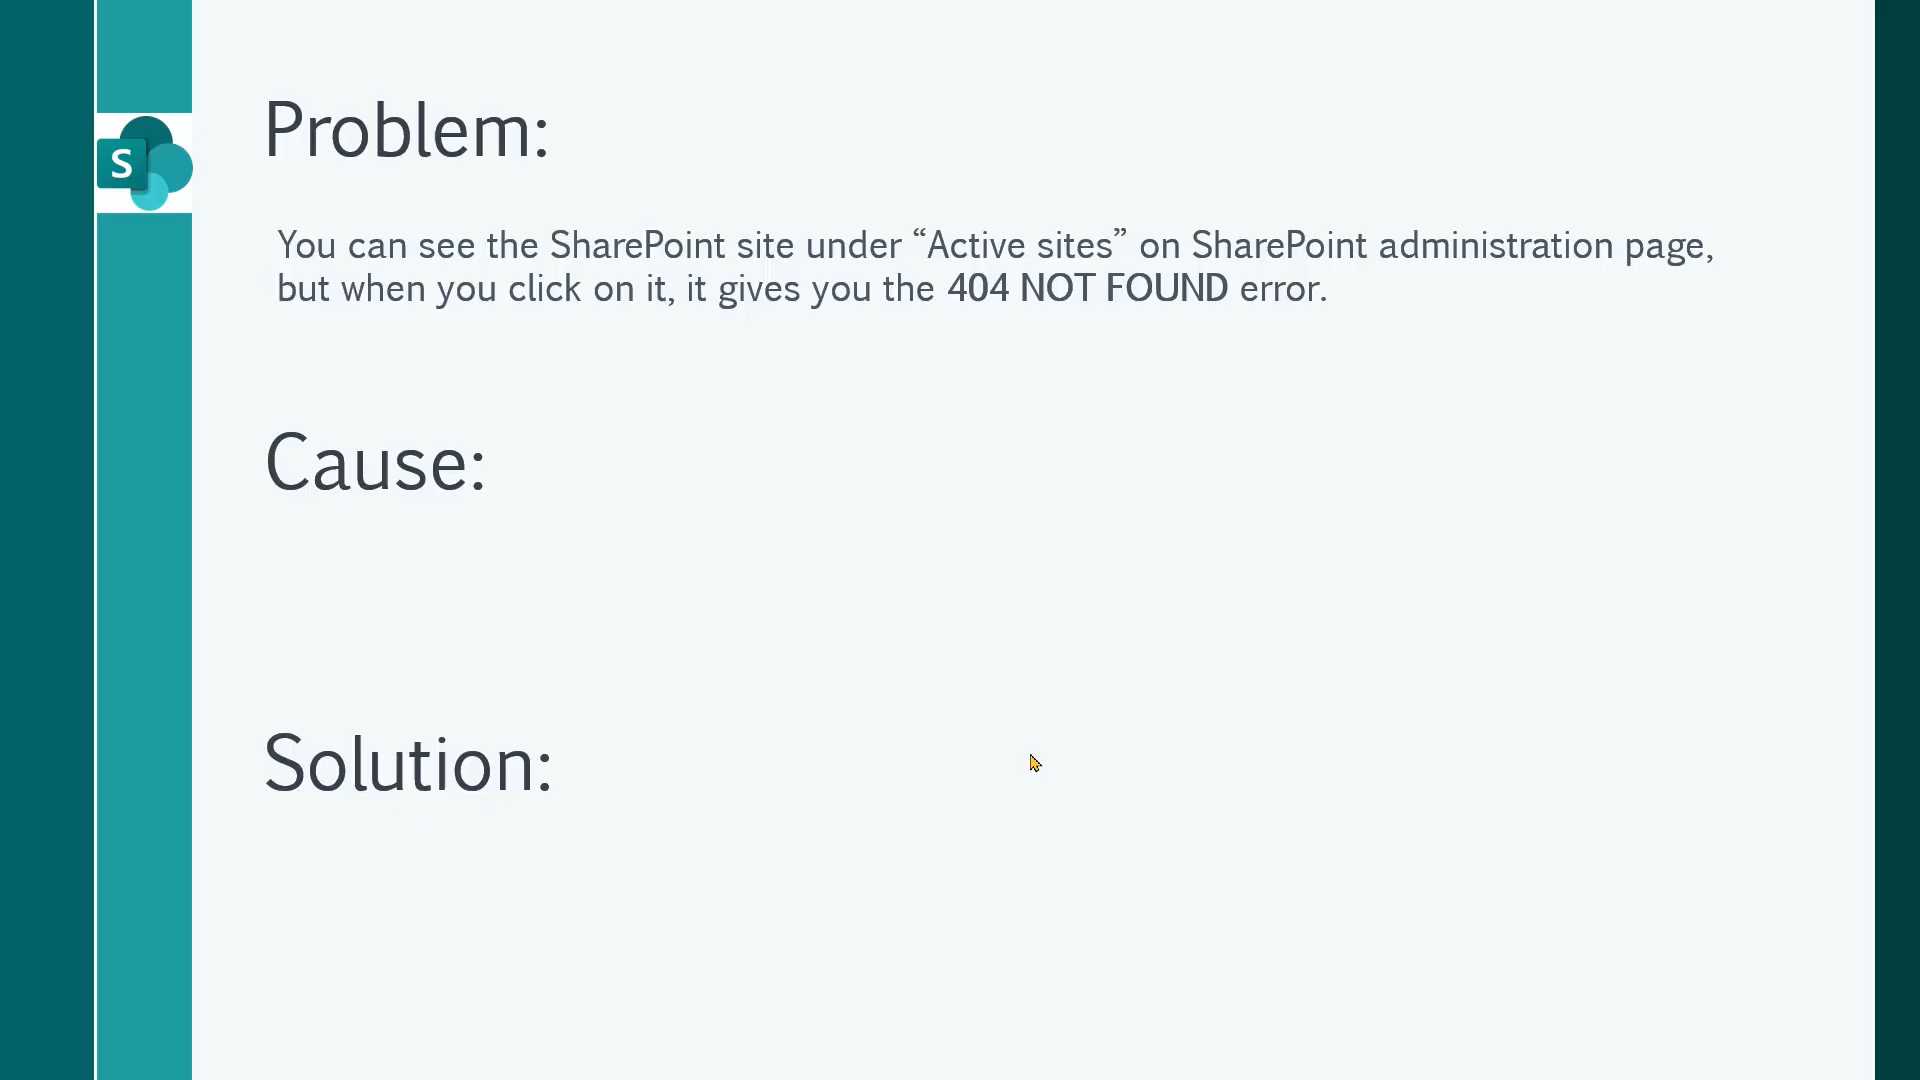 Problem:
S
You can see the SharePoint site under “Active sites” on SharePoint administration page,
but when you click on it, it gives you the 404 NOT FOUND error.
Cause:
Solution: